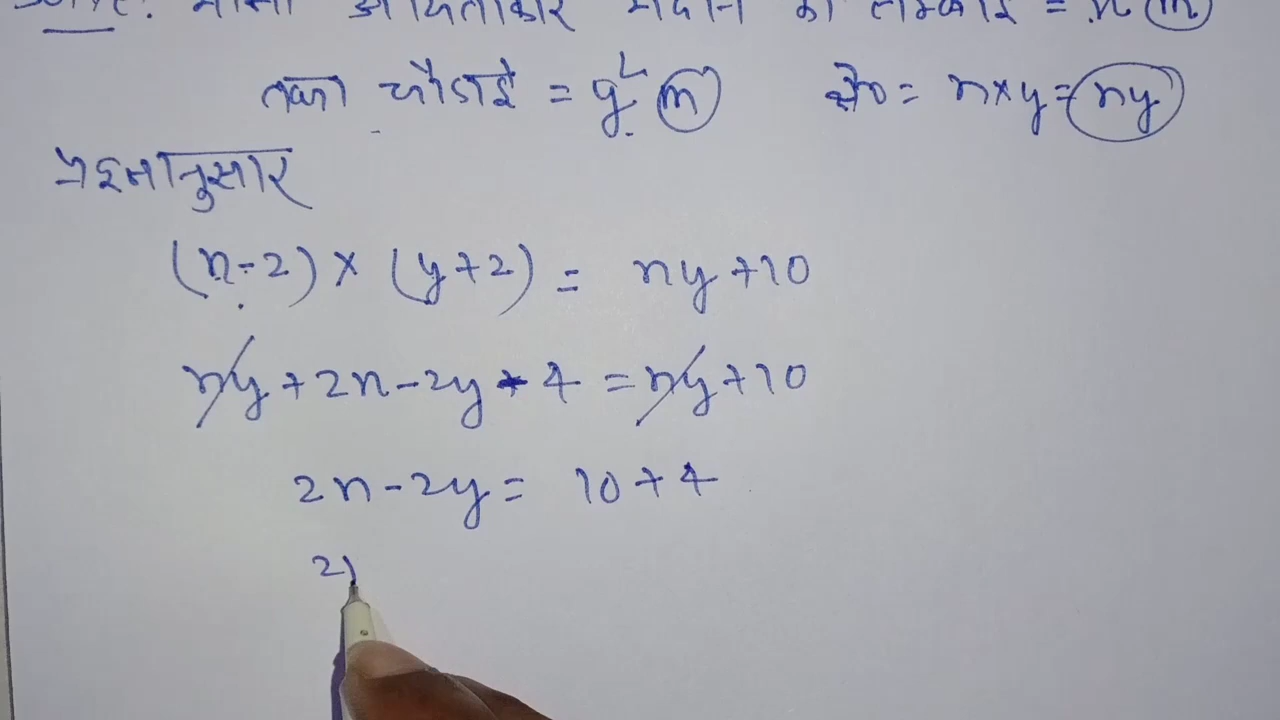 आयताकार मैदान की लम्बाई = x (m)
तथा चौड़ाई = y (m) क्षे० = x×y = xy
प्रश्नानुसार
(x-2) × (y+2) = xy+10
xy+2x-2y-4 = xy+10
2x-2y = 10+4
2